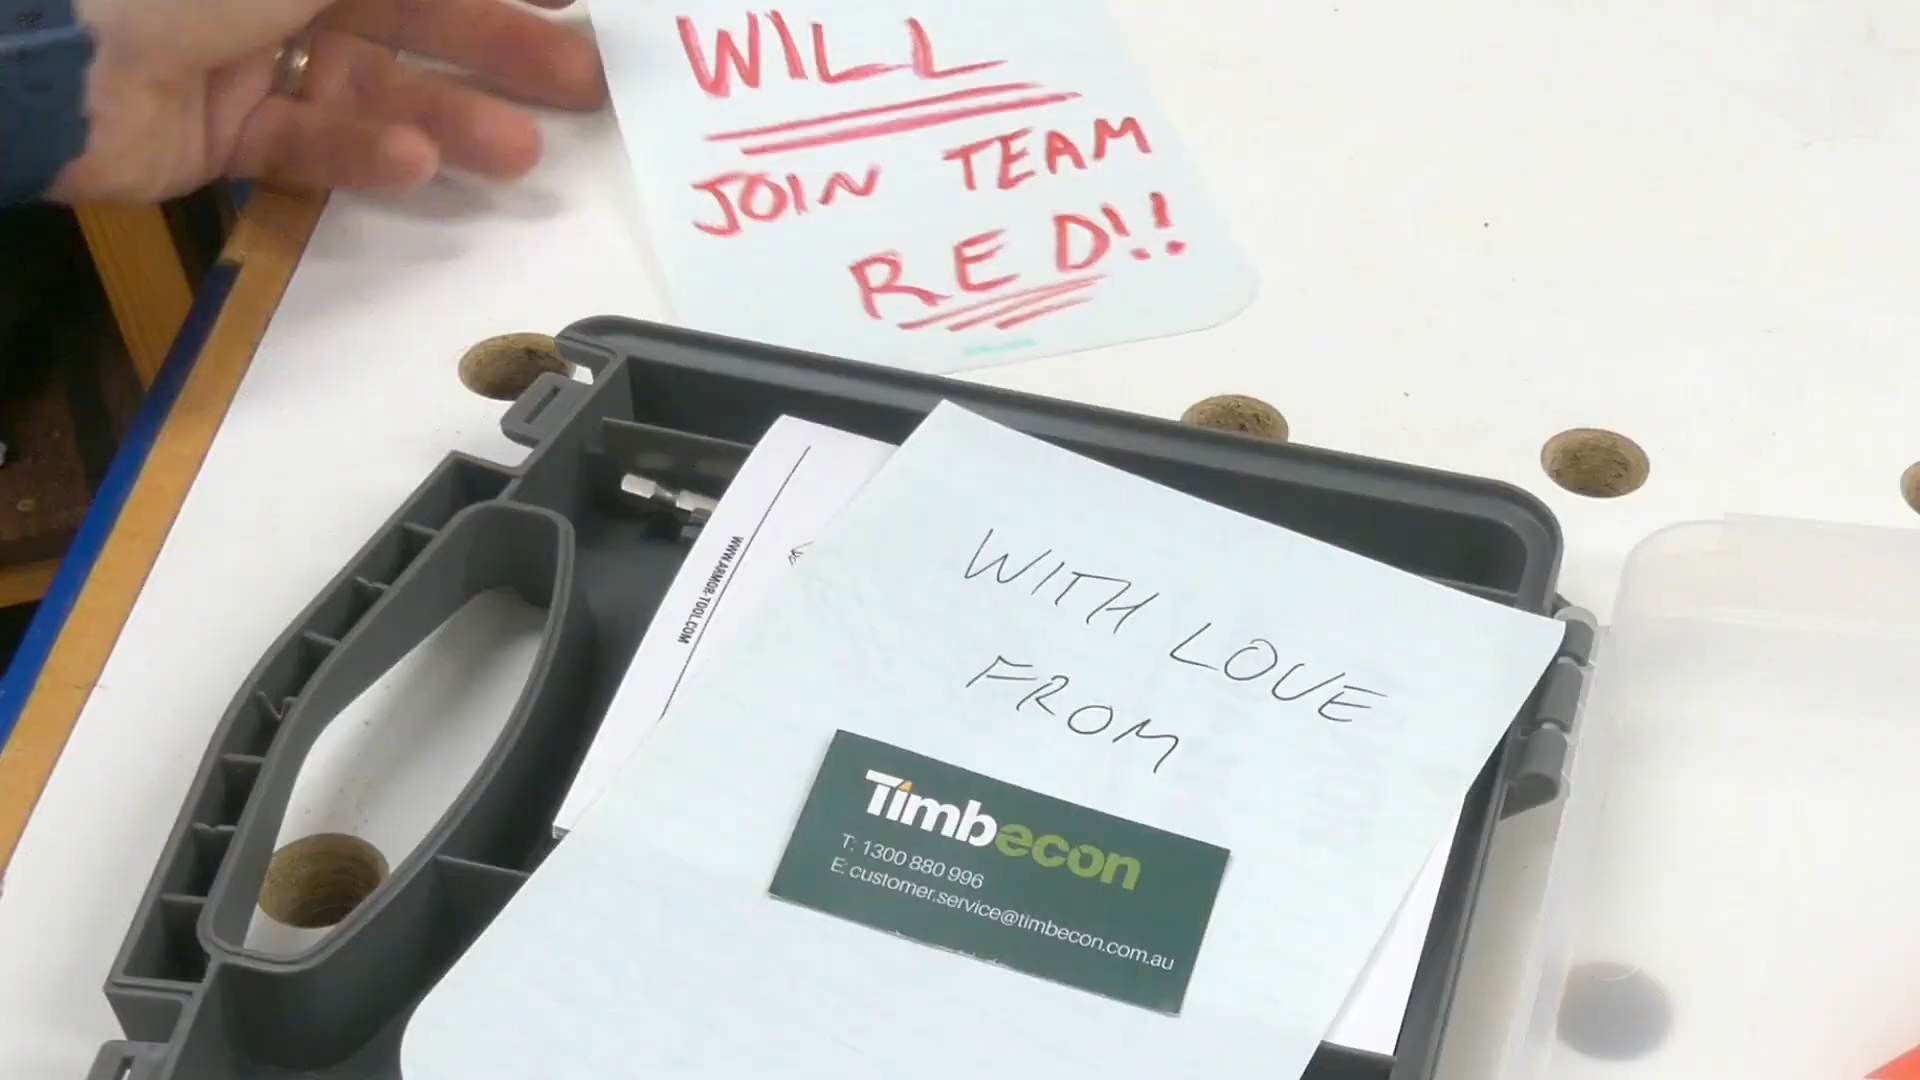 WILL
JOIN TEAM
RED!!
WWW.ARMOR-TOOL.COM
WITH LOVE
FROM
Timbecon
T: 1300 880 996
E: customer.service@timbecon.com.au